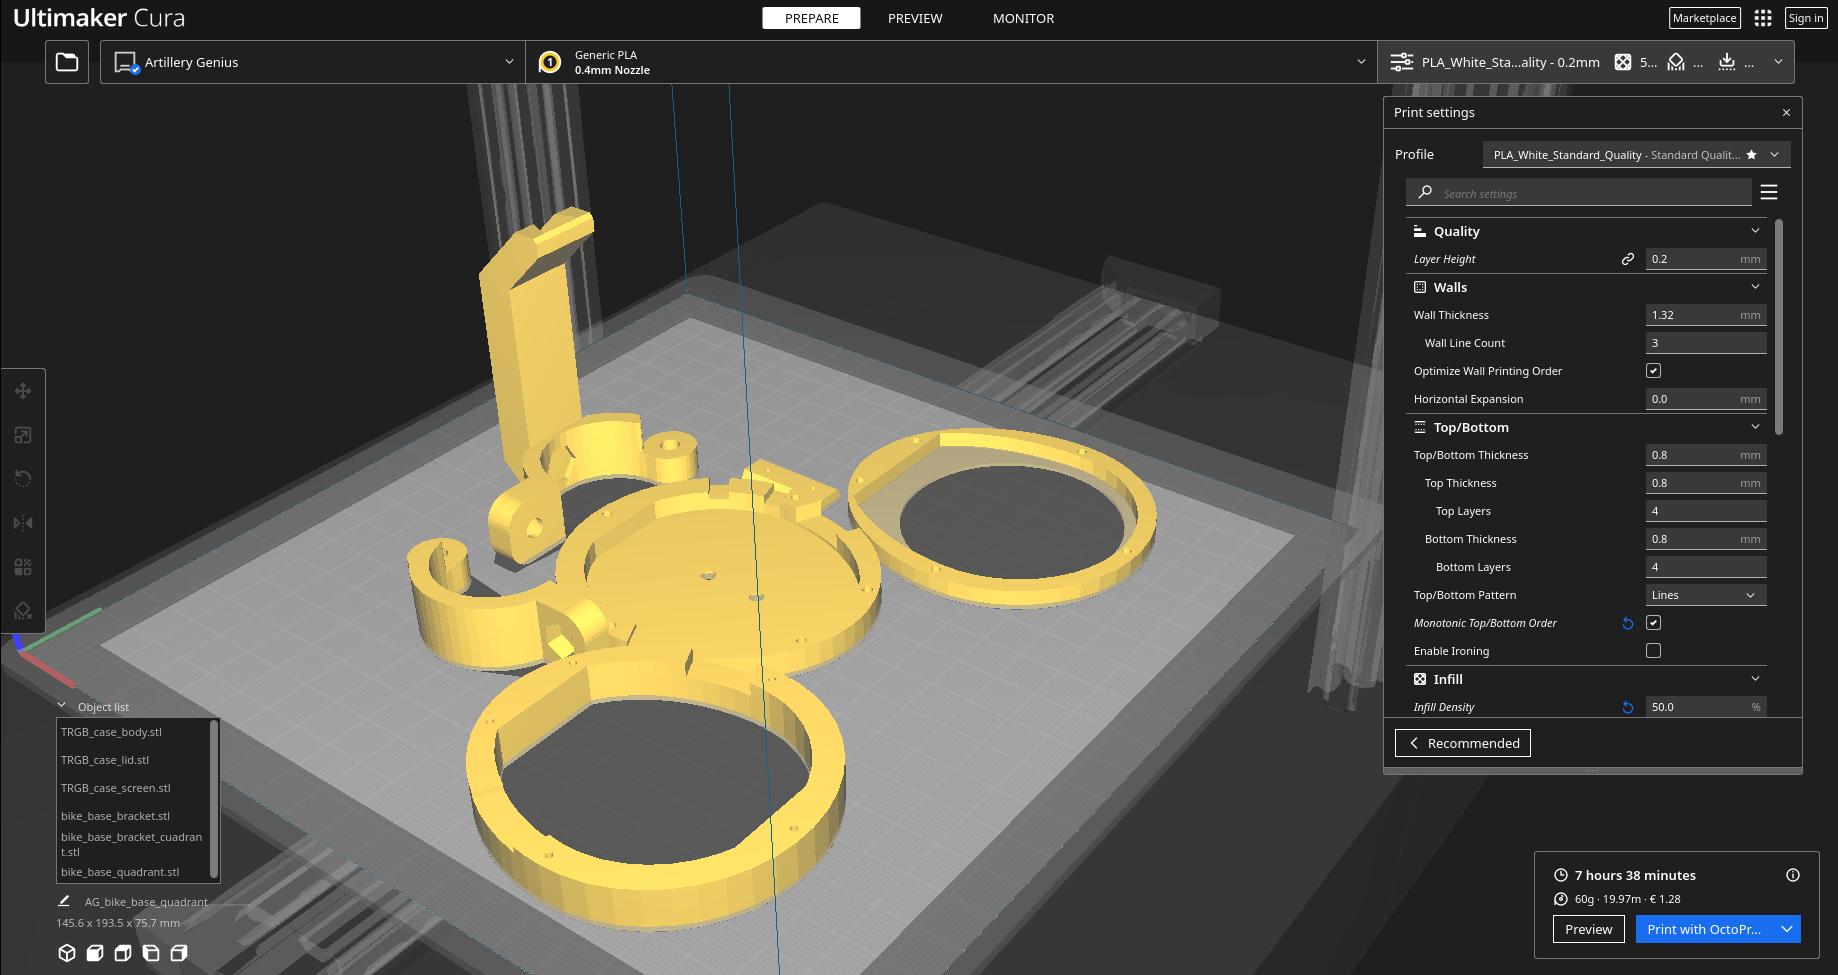 Ultimaker Cura
PREPARE
PREVIEW
MONITOR
Marketplace
Sign in
Artillery Genius
1
Generic PLA
0.4mm Nozzle
PLA_White_Sta...ality - 0.2mm
5...
...
...
Print settings
Profile
PLA_White_Standard_Quality - Standard Qualit...
Search settings
Quality
Layer Height
0.2 mm
Walls
Wall Thickness
1.32 mm
Wall Line Count
3
Optimize Wall Printing Order
Horizontal Expansion
0.0 mm
Top/Bottom
Top/Bottom Thickness
0.8 mm
Top Thickness
0.8 mm
Top Layers
4
Bottom Thickness
0.8 mm
Bottom Layers
4
Top/Bottom Pattern
Lines
Monotonic Top/Bottom Order
Enable Ironing
Infill
Infill Density
50.0 %
Recommended
Object list
TRGB_case_body.stl
TRGB_case_lid.stl
TRGB_case_screen.stl
bike_base_bracket.stl
bike_base_bracket_cuadran
t.stl
bike_base_quadrant.stl
AG_bike_base_quadrant
145.6 x 193.5 x 75.7 mm
7 hours 38 minutes
60g · 19.97m · € 1.28
Preview
Print with OctoPr...